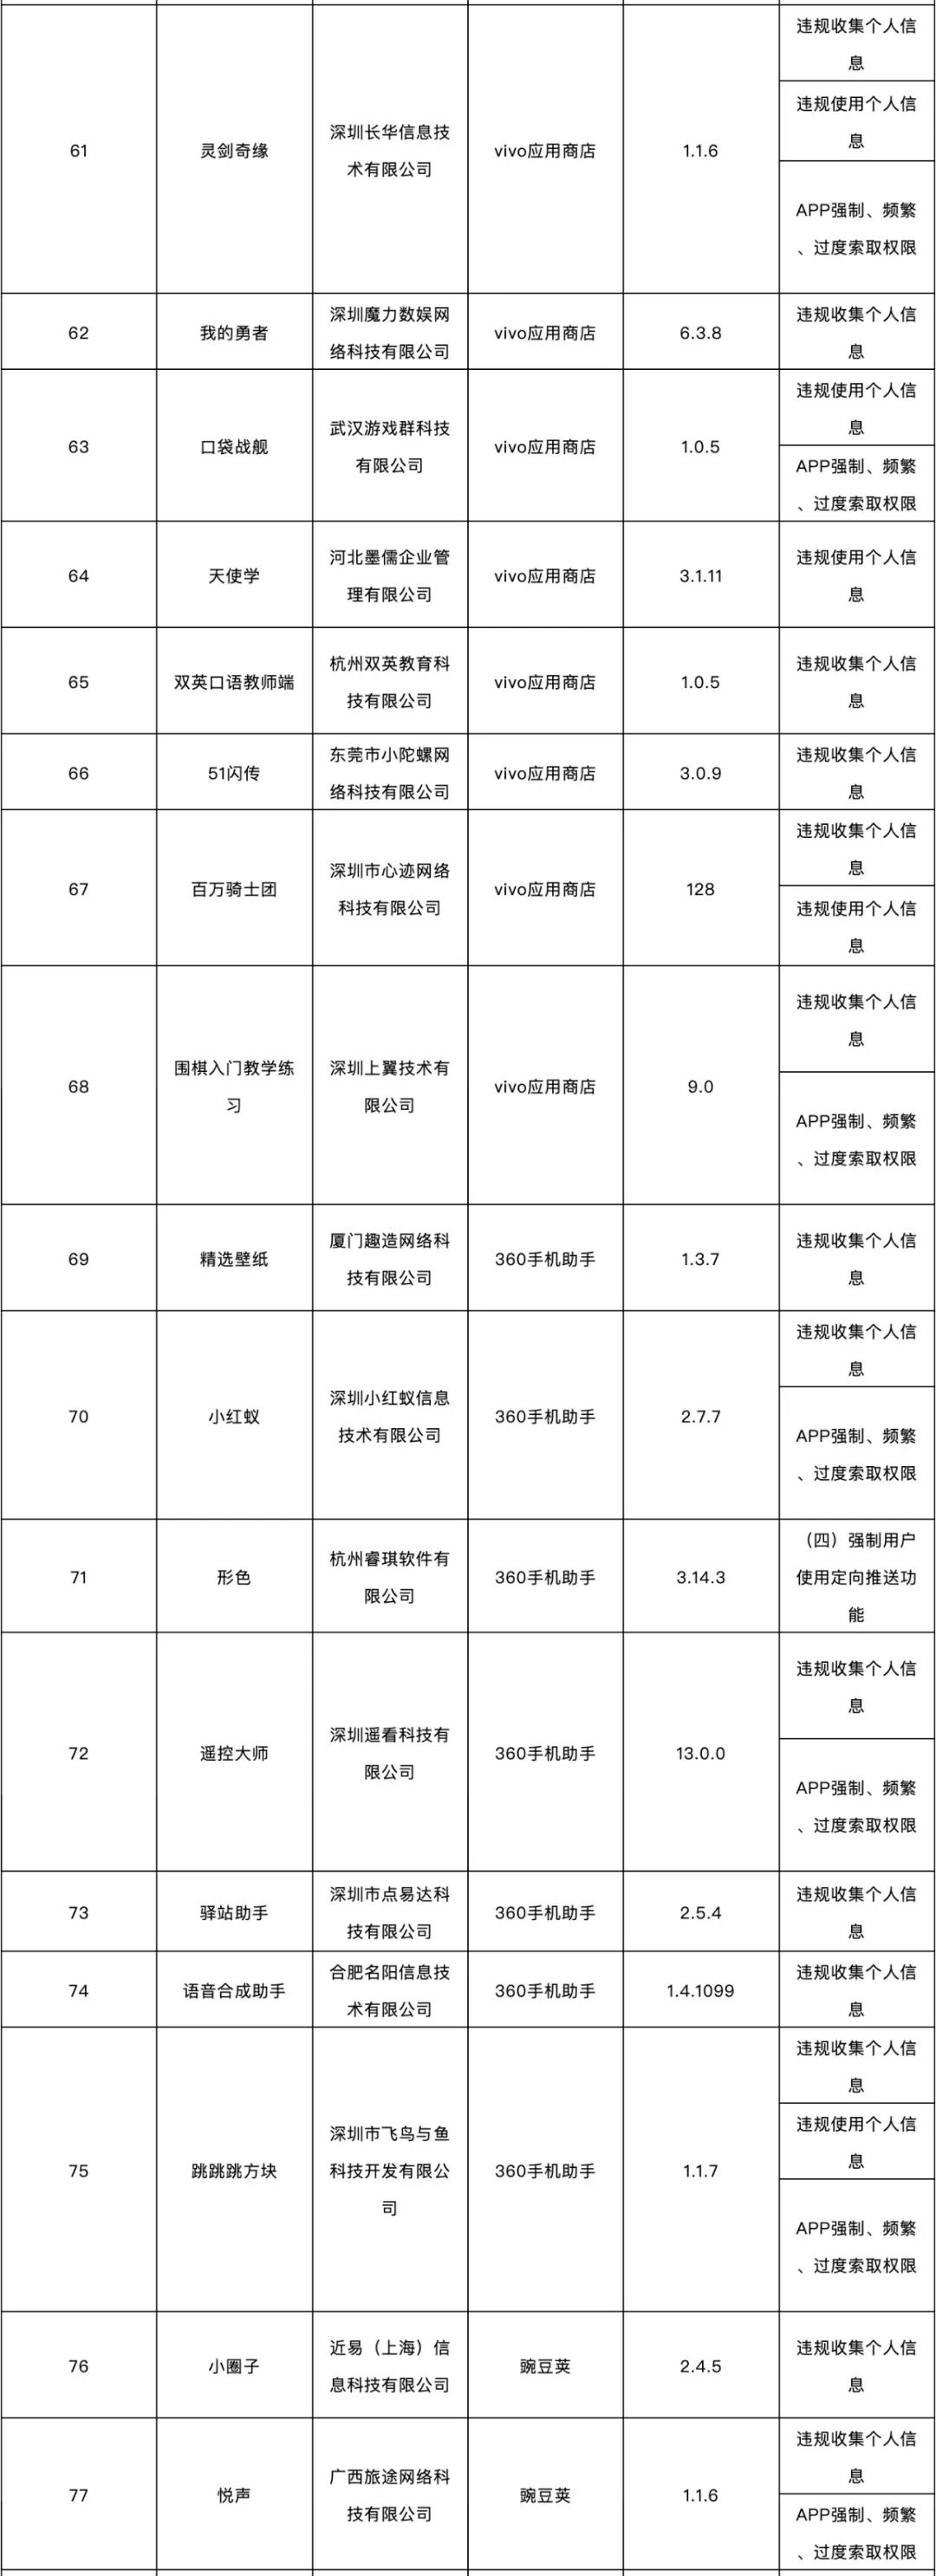 61
灵剑奇缘
深圳长华信息技
术有限公司
vivo应用商店
1.1.6
违规收集个人信
息
违规使用个人信
息
APP强制、频繁
、过度索取权限
62
我的勇者
深圳魔力数娱网
络科技有限公司
vivo应用商店
6.3.8
违规收集个人信
息
63
口袋战舰
武汉游戏群科技
有限公司
vivo应用商店
1.0.5
违规使用个人信
息
APP强制、频繁
、过度索取权限
64
天使学
河北墨儒企业管
理有限公司
vivo应用商店
3.1.11
违规使用个人信
息
65
双英口语教师端
杭州双英教育科
技有限公司
vivo应用商店
1.0.5
违规收集个人信
息
66
51闪传
东莞市小陀螺网
络科技有限公司
vivo应用商店
3.0.9
违规收集个人信
息
67
百万骑士团
深圳市心迹网络
科技有限公司
vivo应用商店
128
违规收集个人信
息
违规使用个人信
息
68
围棋入门教学练
习
深圳上翼技术有
限公司
vivo应用商店
9.0
违规收集个人信
息
APP强制、频繁
、过度索取权限
69
精选壁纸
厦门趣造网络科
技有限公司
360手机助手
1.3.7
违规收集个人信
息
70
小红蚁
深圳小红蚁信息
技术有限公司
360手机助手
2.7.7
违规收集个人信
息
APP强制、频繁
、过度索取权限
71
形色
杭州睿琪软件有
限公司
360手机助手
3.14.3
（四）强制用户
使用定向推送功
能
72
遥控大师
深圳遥看科技有
限公司
360手机助手
13.0.0
违规收集个人信
息
APP强制、频繁
、过度索取权限
73
驿站助手
深圳市点易达科
技有限公司
360手机助手
2.5.4
违规收集个人信
息
74
语音合成助手
合肥名阳信息技
术有限公司
360手机助手
1.4.1099
违规收集个人信
息
75
跳跳跳方块
深圳市飞鸟与鱼
科技开发有限公
司
360手机助手
1.1.7
违规收集个人信
息
违规使用个人信
息
APP强制、频繁
、过度索取权限
76
小圈子
近易（上海）信
息科技有限公司
豌豆荚
2.4.5
违规收集个人信
息
77
悦声
广西旅途网络科
技有限公司
豌豆荚
1.1.6
违规收集个人信
息
APP强制、频繁
、过度索取权限